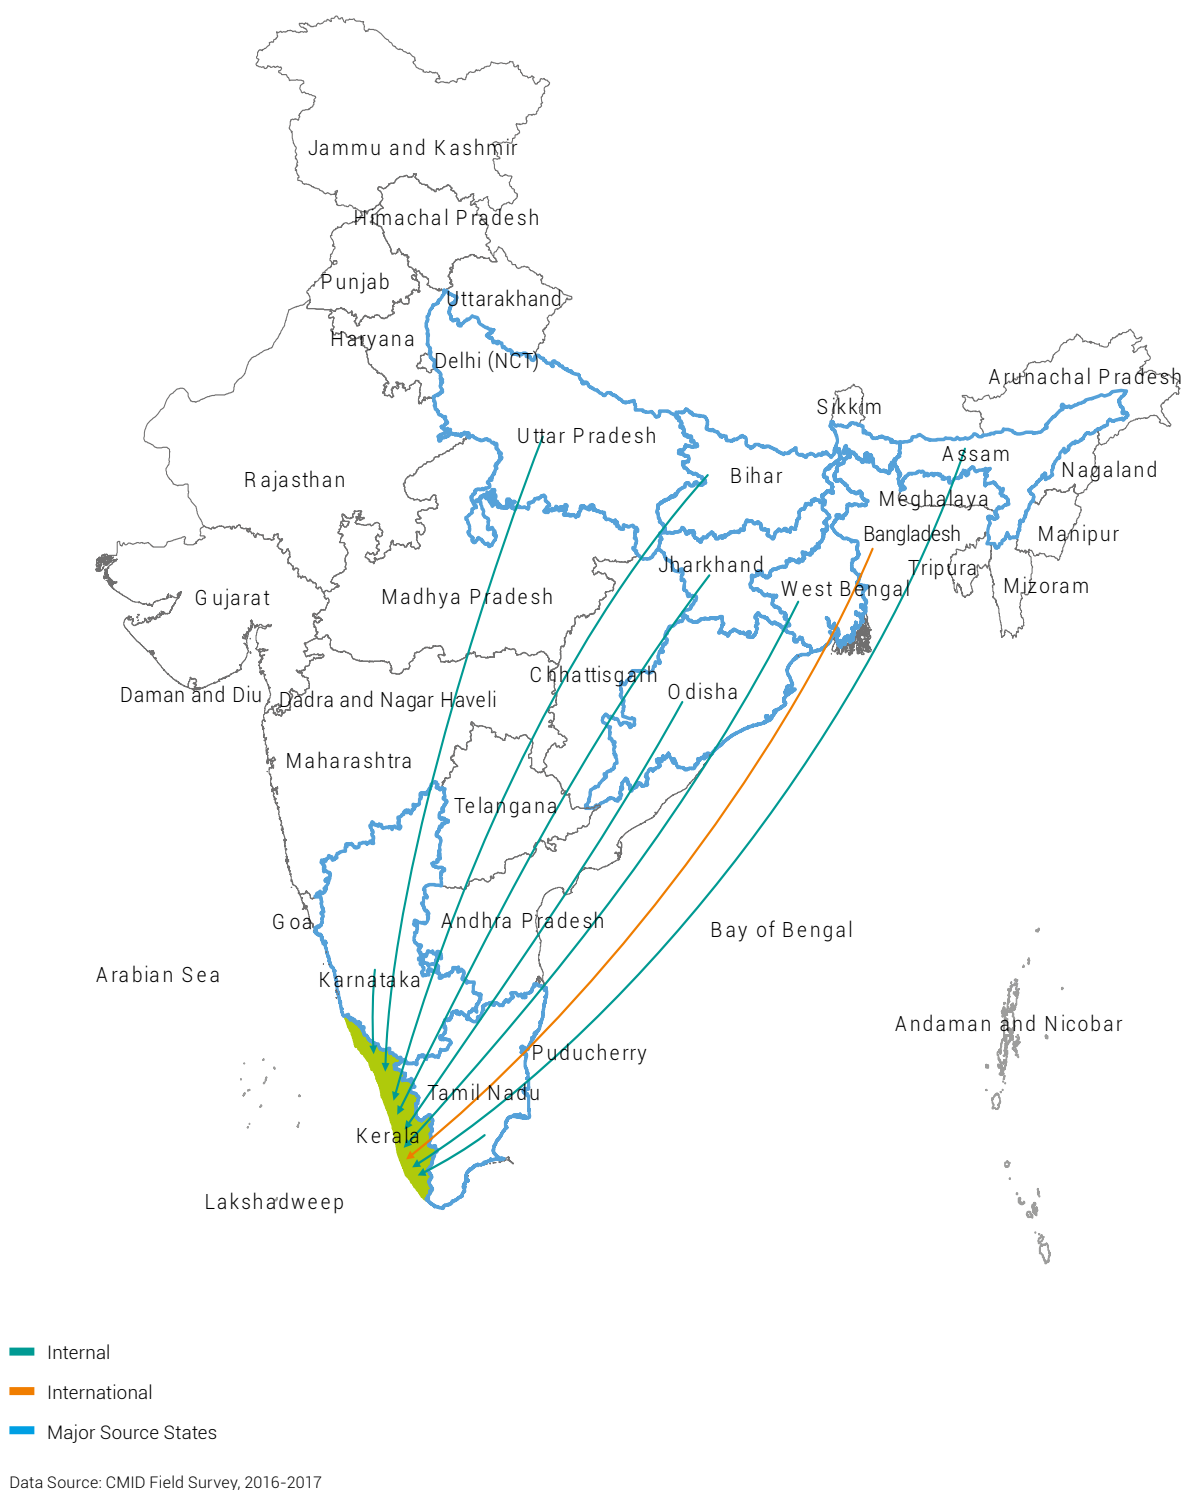 Jammu and Kashmir
Himachal Pradesh
Punjab
Uttarakhand
Haryana
Delhi (NCT)
Arunachal Pradesh
Sikkim
Uttar Pradesh
Assam
Nagaland
Rajasthan
Bihar
Meghalaya
Bangladesh
Manipur
Jharkhand
Tripura
Mizoram
West Bengal
Gujarat
Madhya Pradesh
Chhattisgarh
Odisha
Daman and Diu
Dadra and Nagar Haveli
Maharashtra
Telangana
Goa
Andhra Pradesh
Bay of Bengal
Arabian Sea
Karnataka
Andaman and Nicobar
Puducherry
Tamil Nadu
Kerala
Lakshadweep
Internal
International
Major Source States
Data Source: CMID Field Survey, 2016-2017